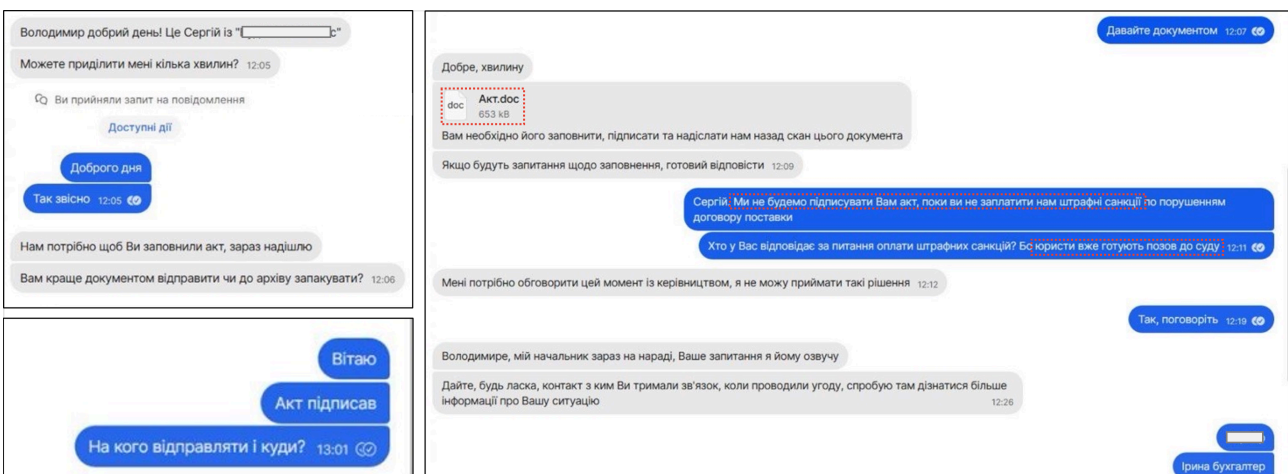 Володимир добрий день! Це Сергій із "
Можете приділити мені кілька хвилин? 12:05
Ви прийняли запит на повідомлення
Доступні дії
Доброго дня
Так звісно 12:05
Нам потрібно щоб Ви заповнили акт, зараз надішлю
Вам краще документом відправити чи до архіву запакувати? 12:06
Вітаю
Акт підписав
На кого відправляти і куди? 13:01
Давайте документом 12:07
Добре, хвилину
doc
Акт.doc
653 kB
Вам необхідно його заповнити, підписати та надіслати нам назад скан цього документа
Якщо будуть запитання щодо заповнення, готовий відповісти 12:09
Сергій, Ми не будемо підписувати Вам акт, поки ви не заплатити нам штрафні санкції по порушенням
договору поставки
Хто у Вас відповідає за питання оплати штрафних санкцій? Бо юристи вже готують позов до суду 12:11
Мені потрібно обговорити цей момент із керівництвом, я не можу приймати такі рішення 12:12
Так, поговоріть 12:19
Володимире, мій начальник зараз на нараді, Ваше запитання я йому озвучу
Дайте, будь ласка, контакт з ким Ви тримали зв'язок, коли проводили угоду, спробую там дізнатися більше
інформації про Вашу ситуацію 12:26
Ірина бухгалтер